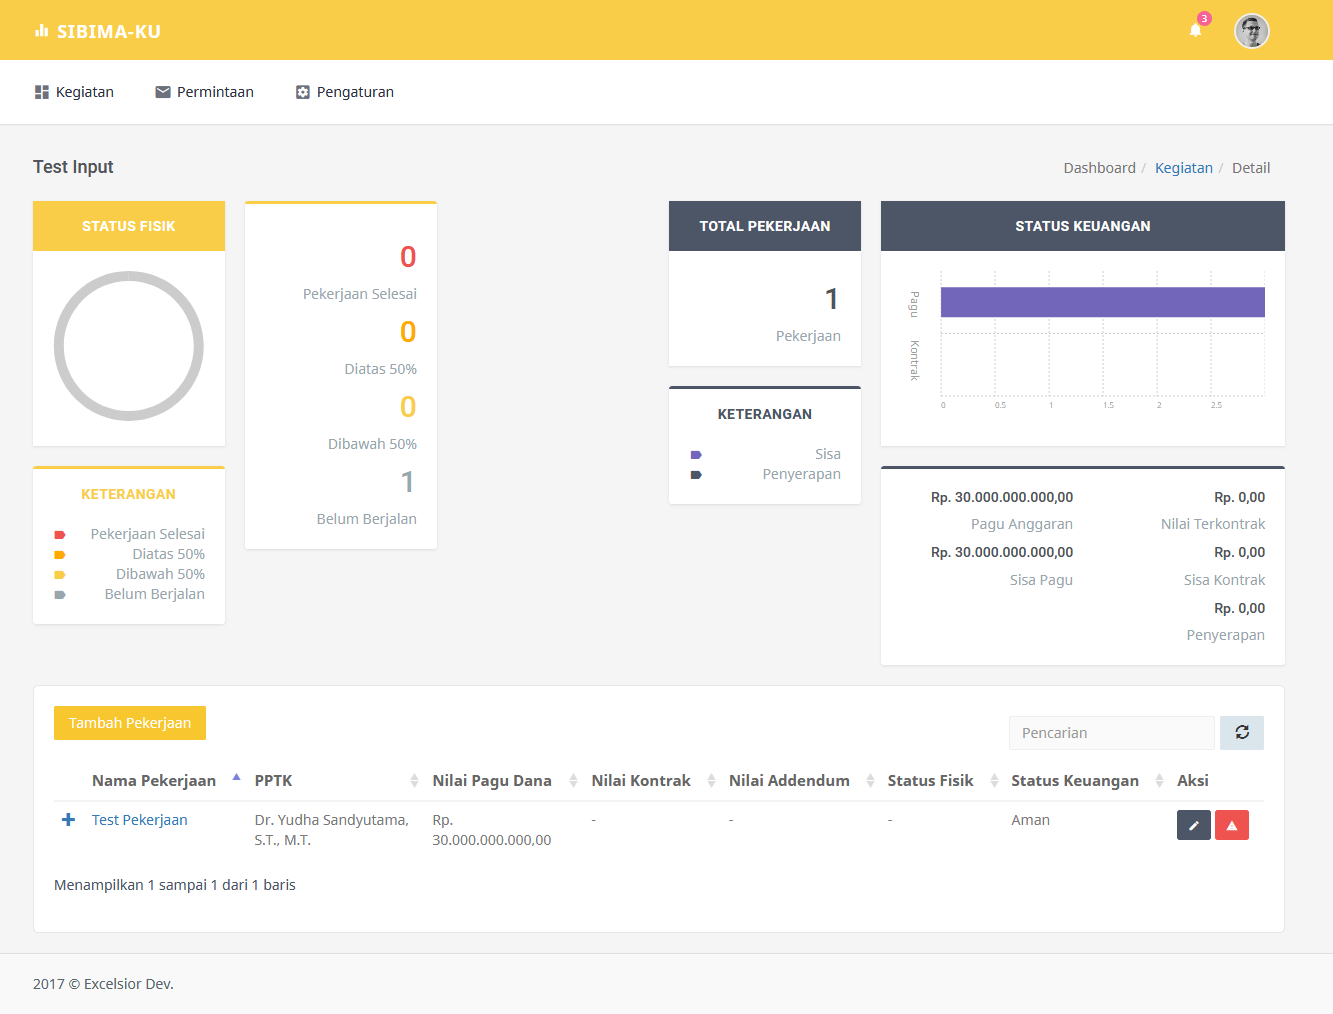 SIBIMA-KU
3
Kegiatan
Permintaan
Pengaturan
Test Input
Dashboard / Kegiatan / Detail
STATUS FISIK
0
Pekerjaan Selesai
0
Diatas 50%
0
Dibawah 50%
1
Belum Berjalan
KETERANGAN
Pekerjaan Selesai
Diatas 50%
Dibawah 50%
Belum Berjalan
TOTAL PEKERJAAN
1
Pekerjaan
KETERANGAN
Sisa
Penyerapan
STATUS KEUANGAN
Pagu
Kontrak
0 0.5 1 1.5 2 2.5
Rp. 30.000.000.000,00
Pagu Anggaran
Rp. 30.000.000.000,00
Sisa Pagu
Rp. 0,00
Nilai Terkontrak
Rp. 0,00
Sisa Kontrak
Rp. 0,00
Penyerapan
Tambah Pekerjaan
Pencarian
Nama Pekerjaan PPTK Nilai Pagu Dana Nilai Kontrak Nilai Addendum Status Fisik Status Keuangan Aksi
Test Pekerjaan Dr. Yudha Sandyutama, Rp. - - - Aman
S.T., M.T. 30.000.000.000,00
Menampilkan 1 sampai 1 dari 1 baris
2017 © Excelsior Dev.